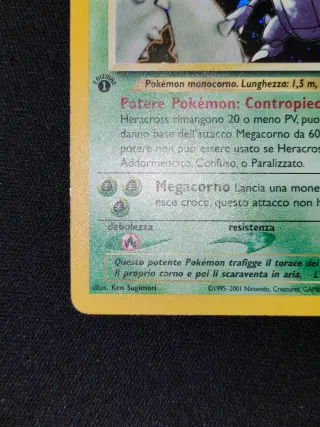 EDIZIONE
1
Pokémon monocorno. Lunghezza: 1,5 m,
Potere Pokémon: Contropied
Heracross rimangono 20 o meno PV, puo
danno base dell'attacco Megacorno da 60
potere non può essere usato se Heracros
Addormentato, Confuso, o Paralizzato.
Megacorno Lancia una mone
esce croce, questo attacco non h
debolezza resistenza
Questo potente Pokémon trafigge il torace dei
il proprio corno e poi li scaraventa in aria. L
Illus. Ken Sugimori ©1995-2001 Nintendo, Creatures, GAME